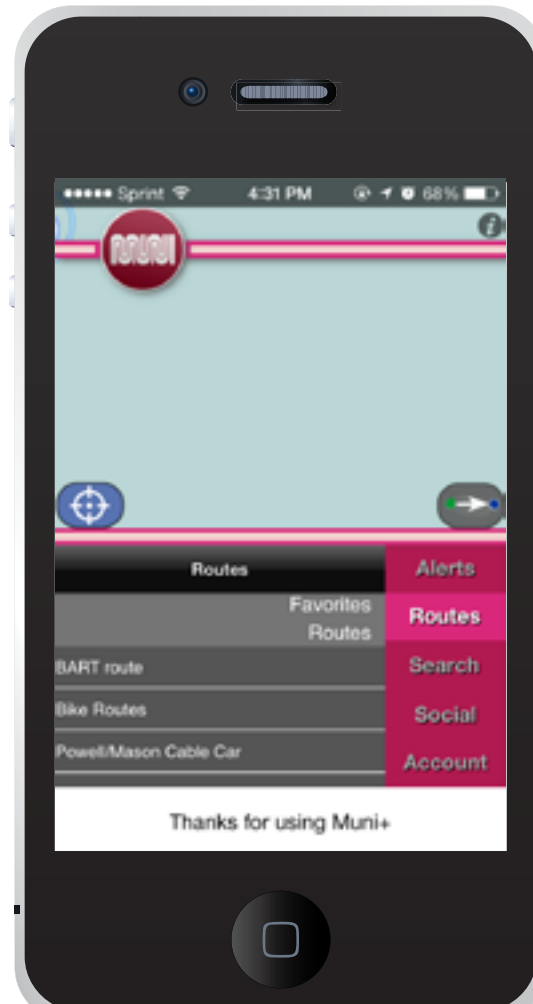 Sprint 4:31 PM 68%
muni
i
Routes
Favorites
Routes
BART route
Bike Routes
Powell/Mason Cable Car
Alerts
Routes
Search
Social
Account
Thanks for using Muni+